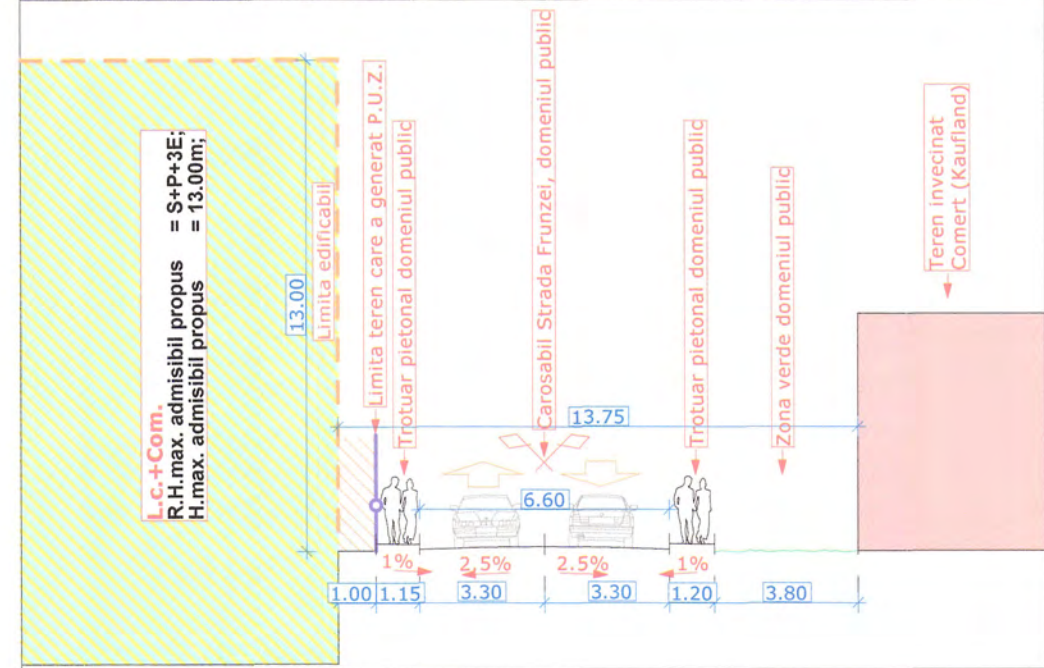 L.c.+Com.
R.H.max. admisibil propus = S+P+3E;
H.max. admisibil propus = 13.00m;
13.00
Limita edificabil
Limita teren care a generat P.U.Z.
Trotuar pietonal domeniul public
Carosabil Strada Frunzei, domeniul public
Trotuar pietonal domeniul public
Zona verde domeniul public
Teren invecinat
Comert (Kaufland)
13.75
6.60
1% 2,5% 2.5% 1%
1.00 1.15 3.30 3.30 1.20 3.80